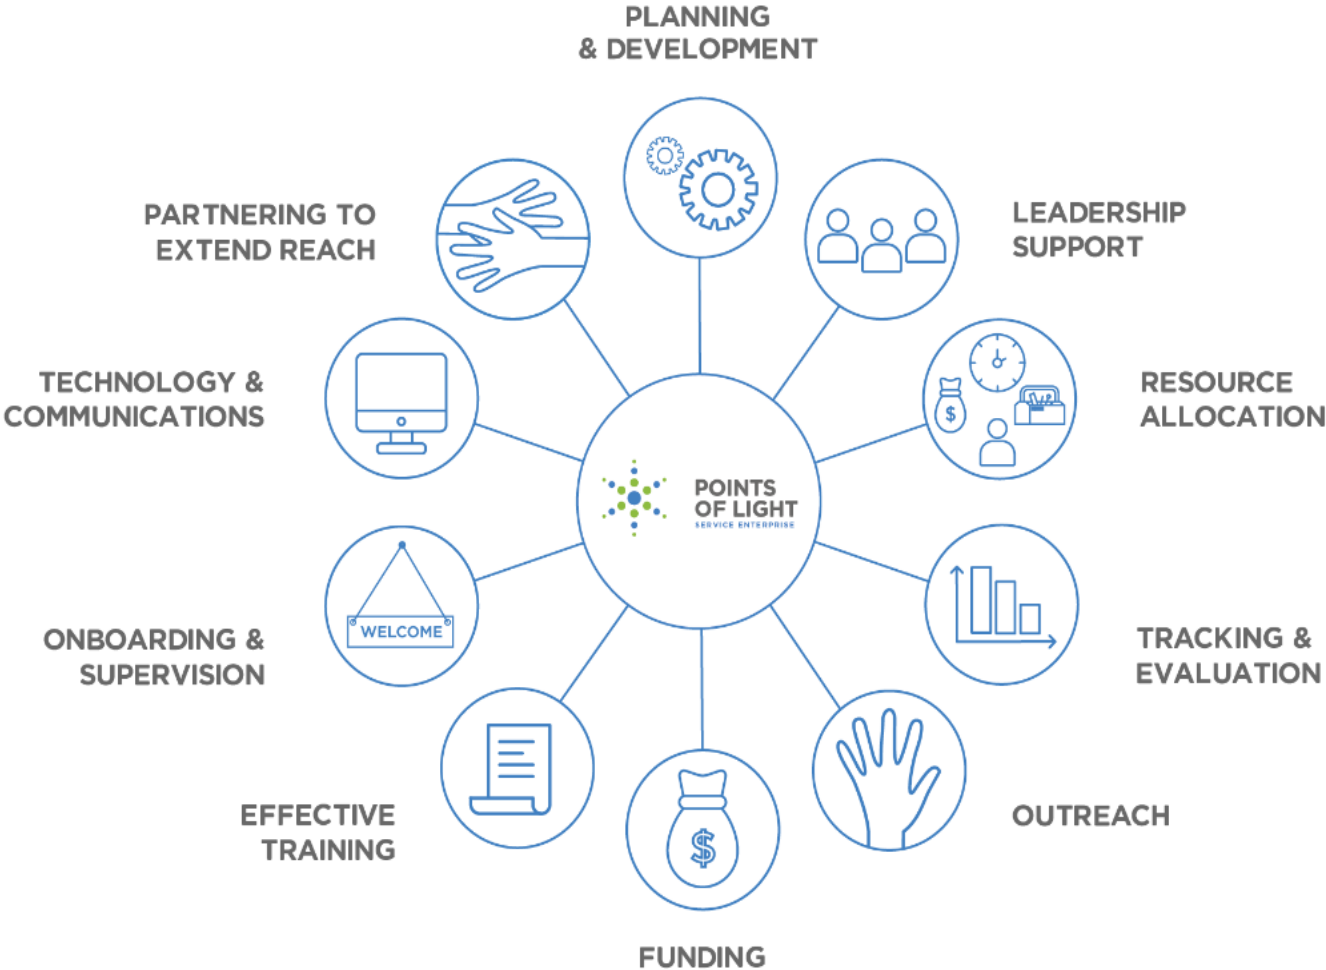 PLANNING
& DEVELOPMENT
LEADERSHIP
SUPPORT
RESOURCE
ALLOCATION
$
TRACKING &
EVALUATION
OUTREACH
FUNDING
$
EFFECTIVE
TRAINING
ONBOARDING &
SUPERVISION
WELCOME
TECHNOLOGY &
COMMUNICATIONS
PARTNERING TO
EXTEND REACH
POINTS
OF LIGHT
SERVICE ENTERPRISE